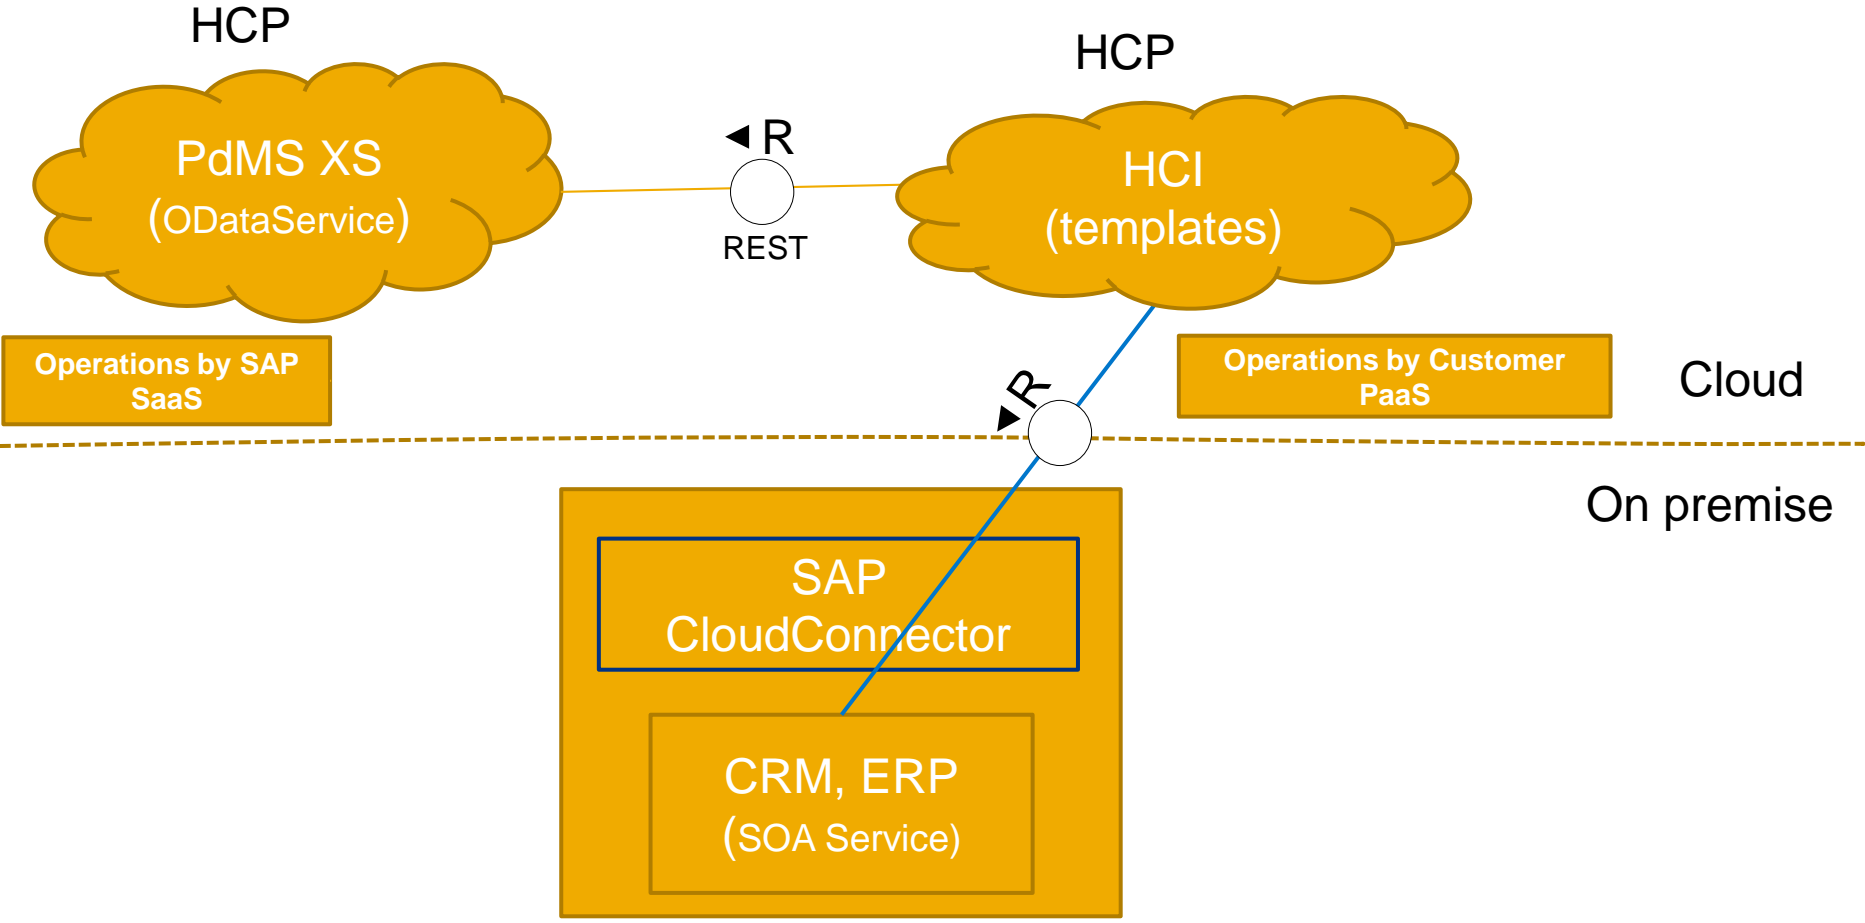 HCP
HCP
PdMS XS
(ODataService)
R
REST
HCI
(templates)
Operations by SAP
SaaS
Operations by Customer
PaaS
Cloud
R
On premise
SAP
CloudConnector
CRM, ERP
(SOA Service)